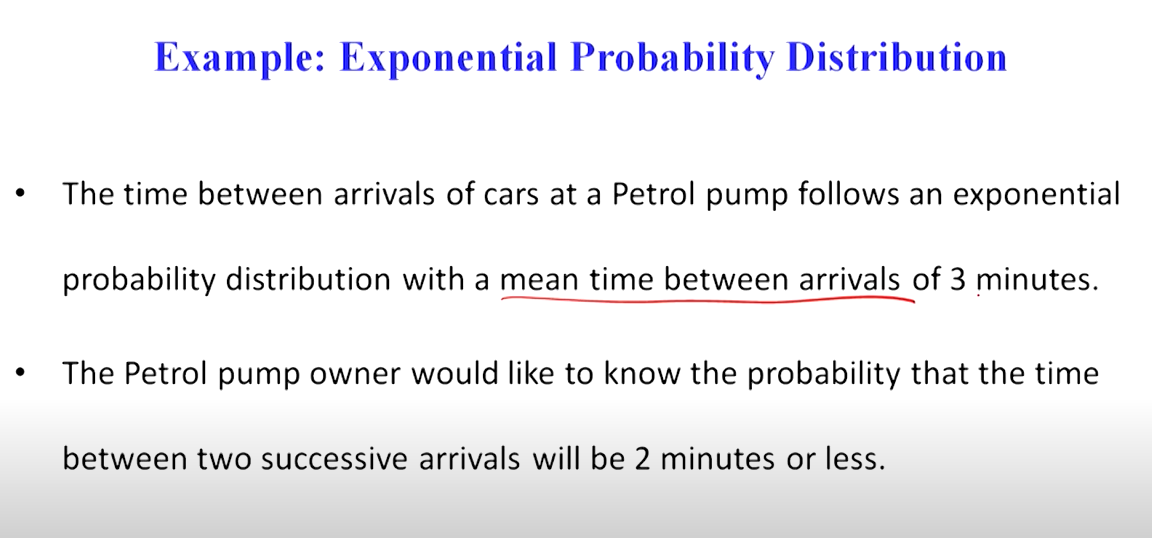 Example: Exponential Probability Distribution
• The time between arrivals of cars at a Petrol pump follows an exponential
probability distribution with a mean time between arrivals of 3 minutes.
• The Petrol pump owner would like to know the probability that the time
between two successive arrivals will be 2 minutes or less.